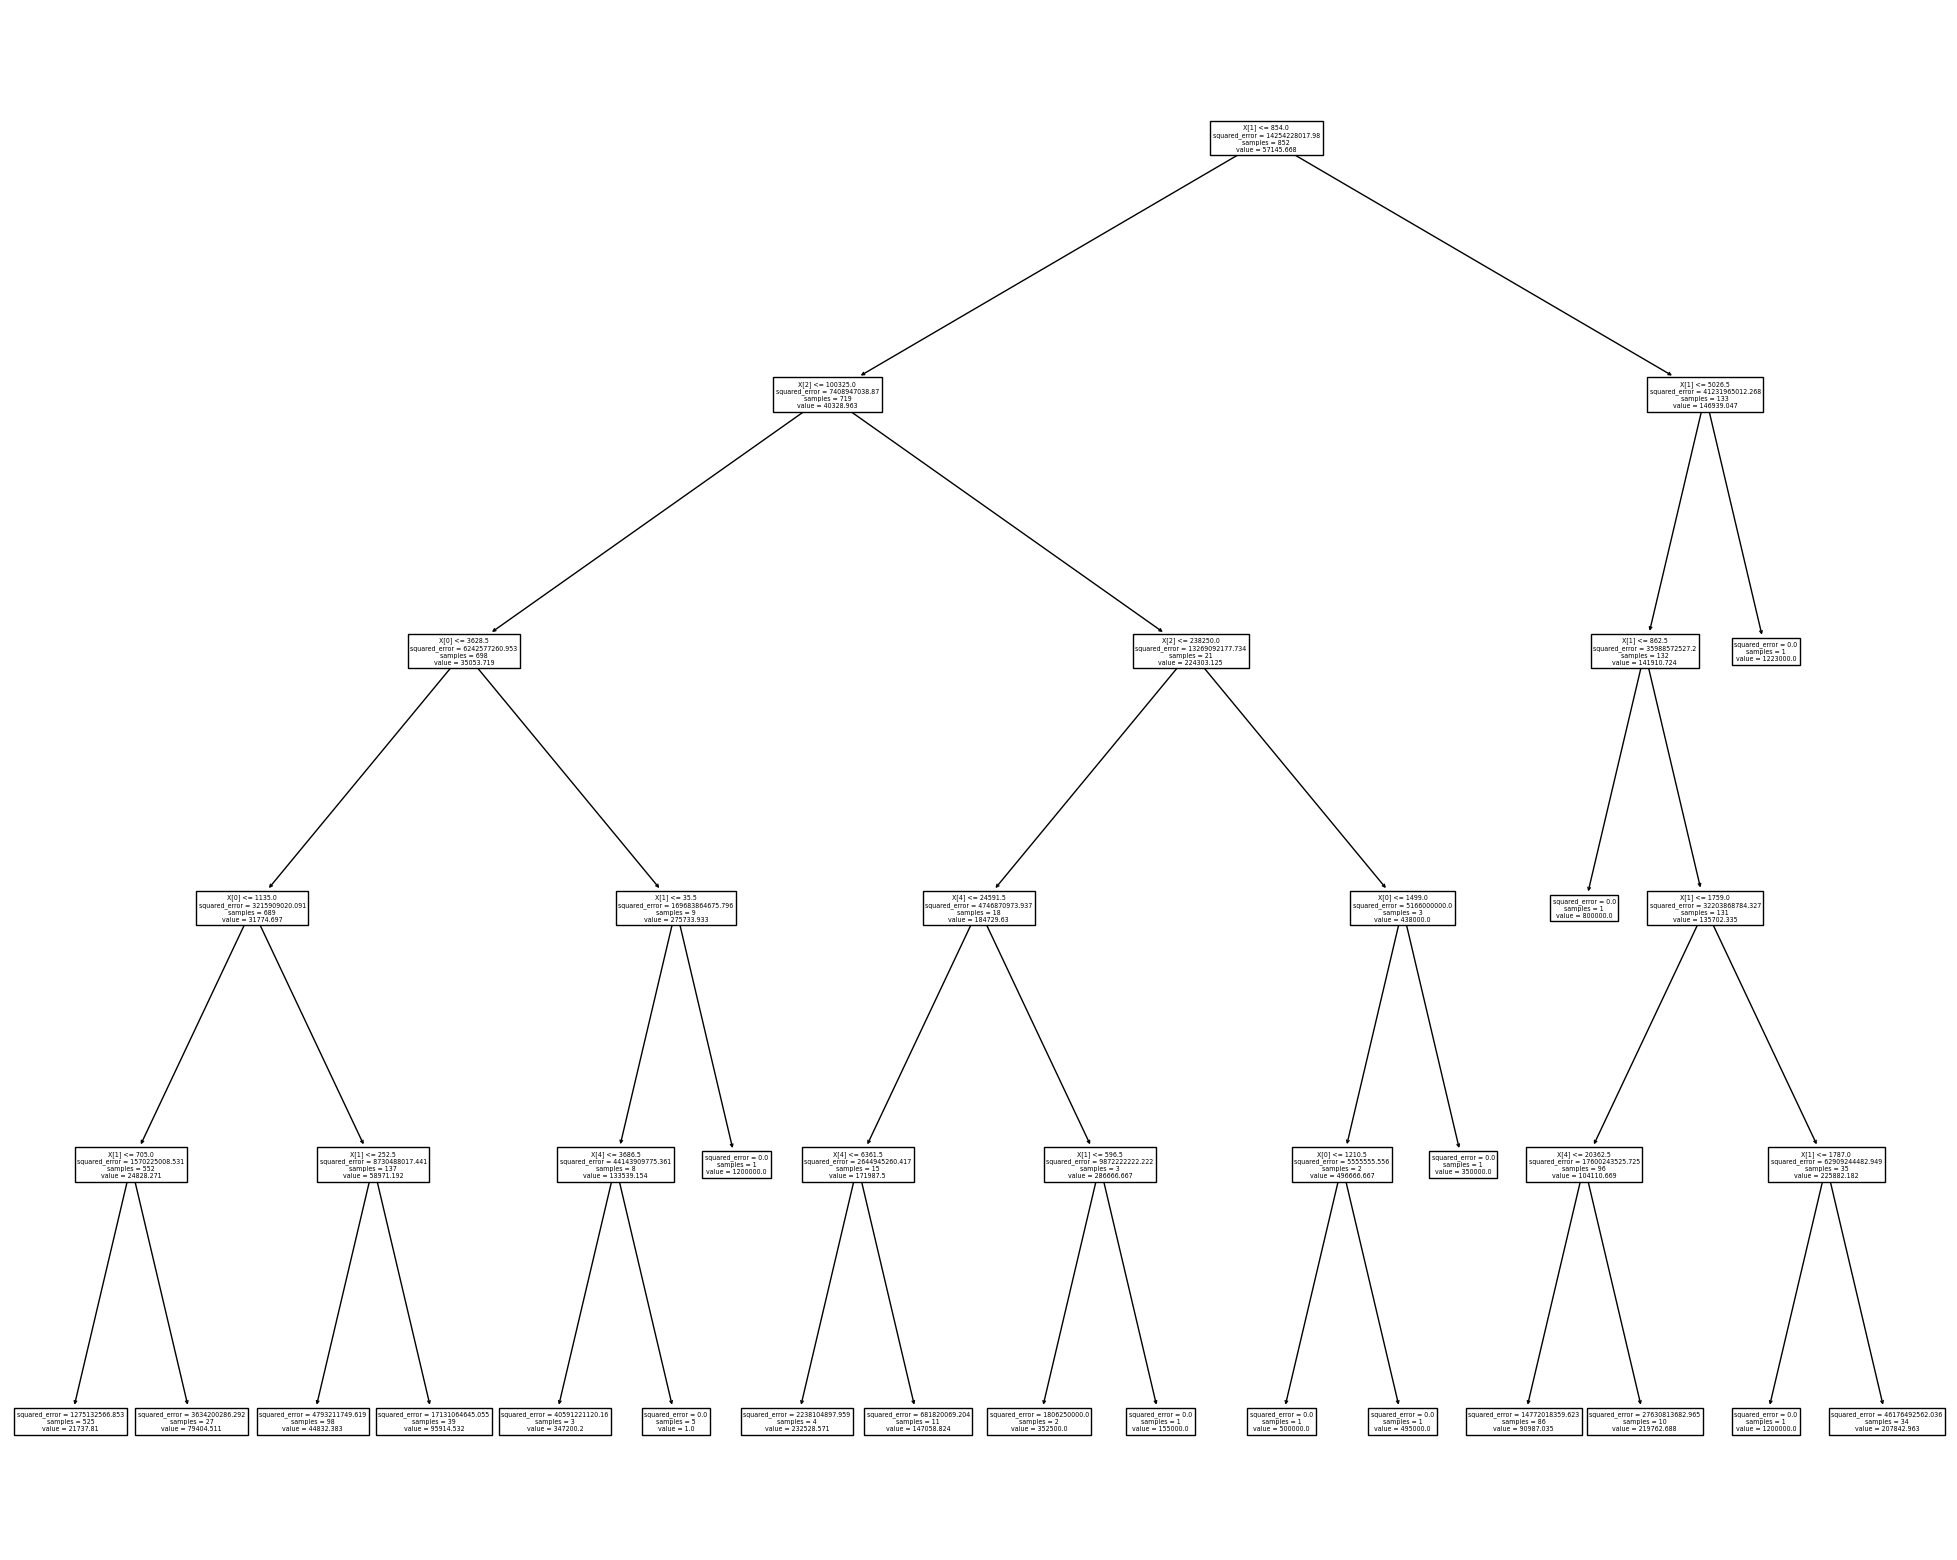 X[1] <= 854.0
squared_error = 14254228017.98
samples = 852
value = 57145.668
X[2] <= 100325.0
squared_error = 7408947038.87
samples = 719
value = 40328.963
X[1] <= 5026.5
squared_error = 41231965012.268
samples = 133
value = 146939.047
X[0] <= 3628.5
squared_error = 6242577260.953
samples = 698
value = 35053.719
X[2] <= 238250.0
squared_error = 13269092177.734
samples = 21
value = 224303.125
X[1] <= 862.5
squared_error = 35988572527.2
samples = 132
value = 141910.724
squared_error = 0.0
samples = 1
value = 1223000.0
X[0] <= 1135.0
squared_error = 3215909020.091
samples = 689
value = 31774.697
X[1] <= 35.5
squared_error = 169683864675.796
samples = 9
value = 275733.933
X[4] <= 24591.5
squared_error = 4746870973.937
samples = 18
value = 184729.63
X[0] <= 1499.0
squared_error = 5166000000.0
samples = 3
value = 438000.0
squared_error = 0.0
samples = 1
value = 800000.0
X[1] <= 1759.0
squared_error = 32203868784.327
samples = 131
value = 135702.335
X[1] <= 705.0
squared_error = 1570225008.531
samples = 552
value = 24828.271
X[1] <= 252.5
squared_error = 8730488017.441
samples = 137
value = 58971.192
X[4] <= 3686.5
squared_error = 44143909775.361
samples = 8
value = 133539.154
squared_error = 0.0
samples = 1
value = 1200000.0
X[4] <= 6361.5
squared_error = 2644945260.417
samples = 15
value = 171987.5
X[1] <= 596.5
squared_error = 9872222222.222
samples = 3
value = 286666.667
X[0] <= 1210.5
squared_error = 5555555.556
samples = 2
value = 496666.667
squared_error = 0.0
samples = 1
value = 350000.0
X[4] <= 20362.5
squared_error = 17600243525.725
samples = 96
value = 104110.669
X[1] <= 1787.0
squared_error = 62909244482.949
samples = 35
value = 225882.182
squared_error = 1275132566.853
samples = 525
value = 21737.81
squared_error = 3634200286.292
samples = 27
value = 79404.511
squared_error = 4793211749.619
samples = 98
value = 44832.383
squared_error = 17131064645.055
samples = 39
value = 95914.532
squared_error = 40591221120.16
samples = 3
value = 347200.2
squared_error = 0.0
samples = 5
value = 1.0
squared_error = 2238104897.959
samples = 4
value = 232528.571
squared_error = 681820069.204
samples = 11
value = 147058.824
squared_error = 1806250000.0
samples = 2
value = 352500.0
squared_error = 0.0
samples = 1
value = 155000.0
squared_error = 0.0
samples = 1
value = 500000.0
squared_error = 0.0
samples = 1
value = 495000.0
squared_error = 14772018359.623
samples = 86
value = 90987.035
squared_error = 27630813682.965
samples = 10
value = 219762.688
squared_error = 0.0
samples = 1
value = 1200000.0
squared_error = 46176492562.036
samples = 34
value = 207842.963